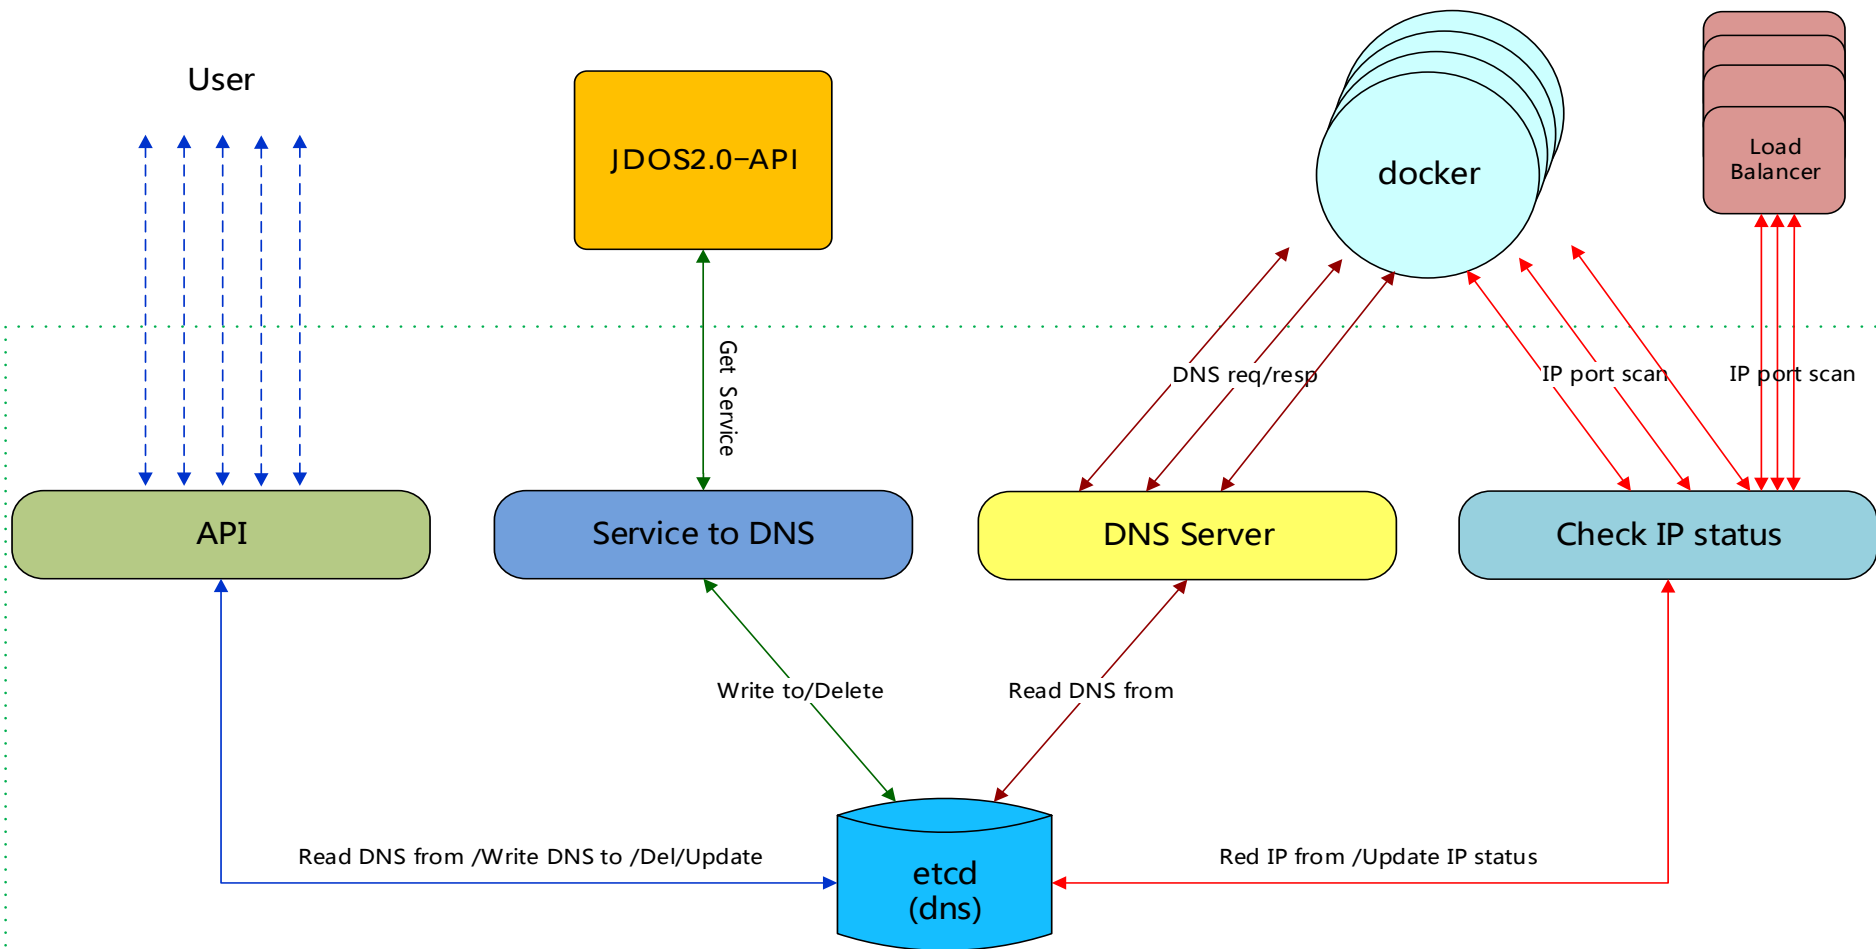 User
JDOS2.0-API
docker
Load
Balancer
Get Service
DNS req/resp
IP port scan
IP port scan
API
Service to DNS
DNS Server
Check IP status
Write to/Delete
Read DNS from
Read DNS from /Write DNS to /Del/Update
Red IP from /Update IP status
etcd
(dns)